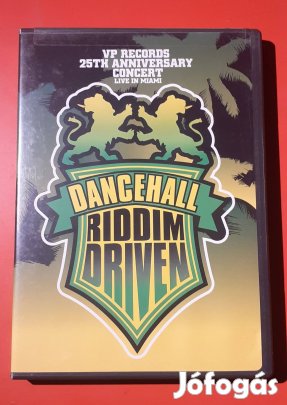 VP RECORDS
25TH ANNIVERSARY
CONCERT
LIVE IN MIAMI
DANCEHALL
RIDDIM
DRIVEN
Jófogás